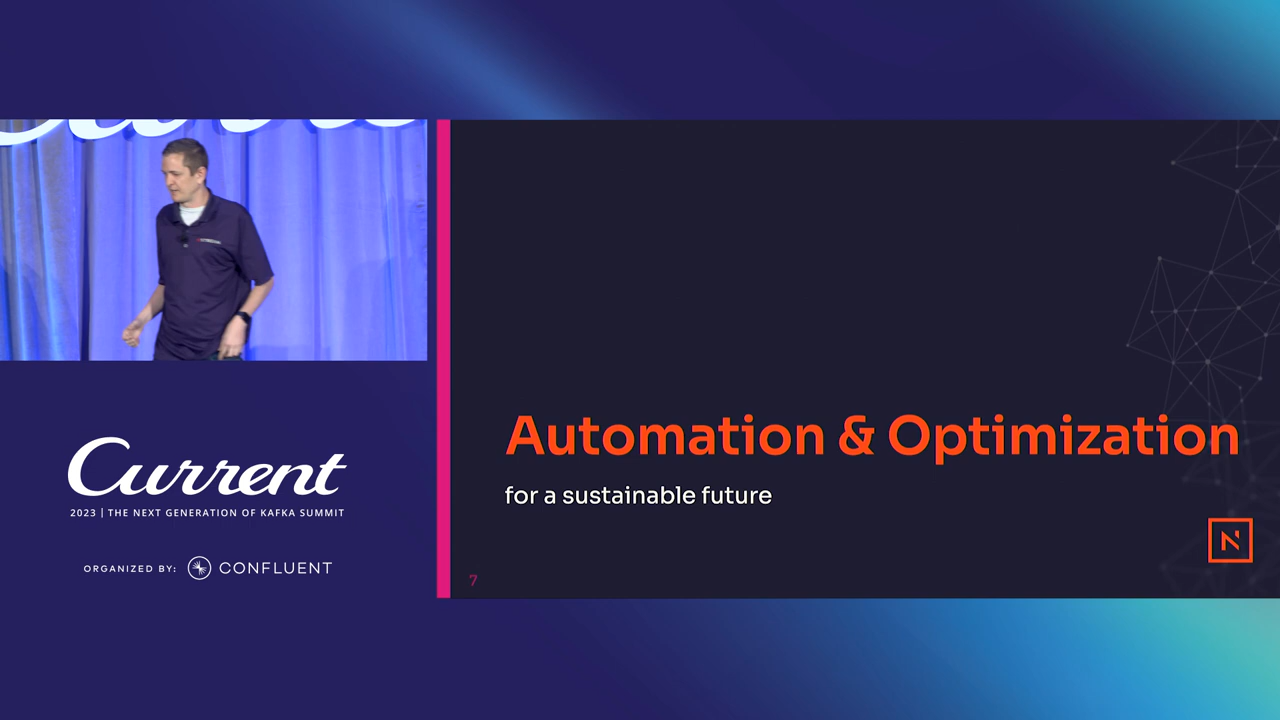 Current
2023 | THE NEXT GENERATION OF KAFKA SUMMIT
ORGANIZED BY: CONFLUENT
Automation & Optimization
for a sustainable future
7